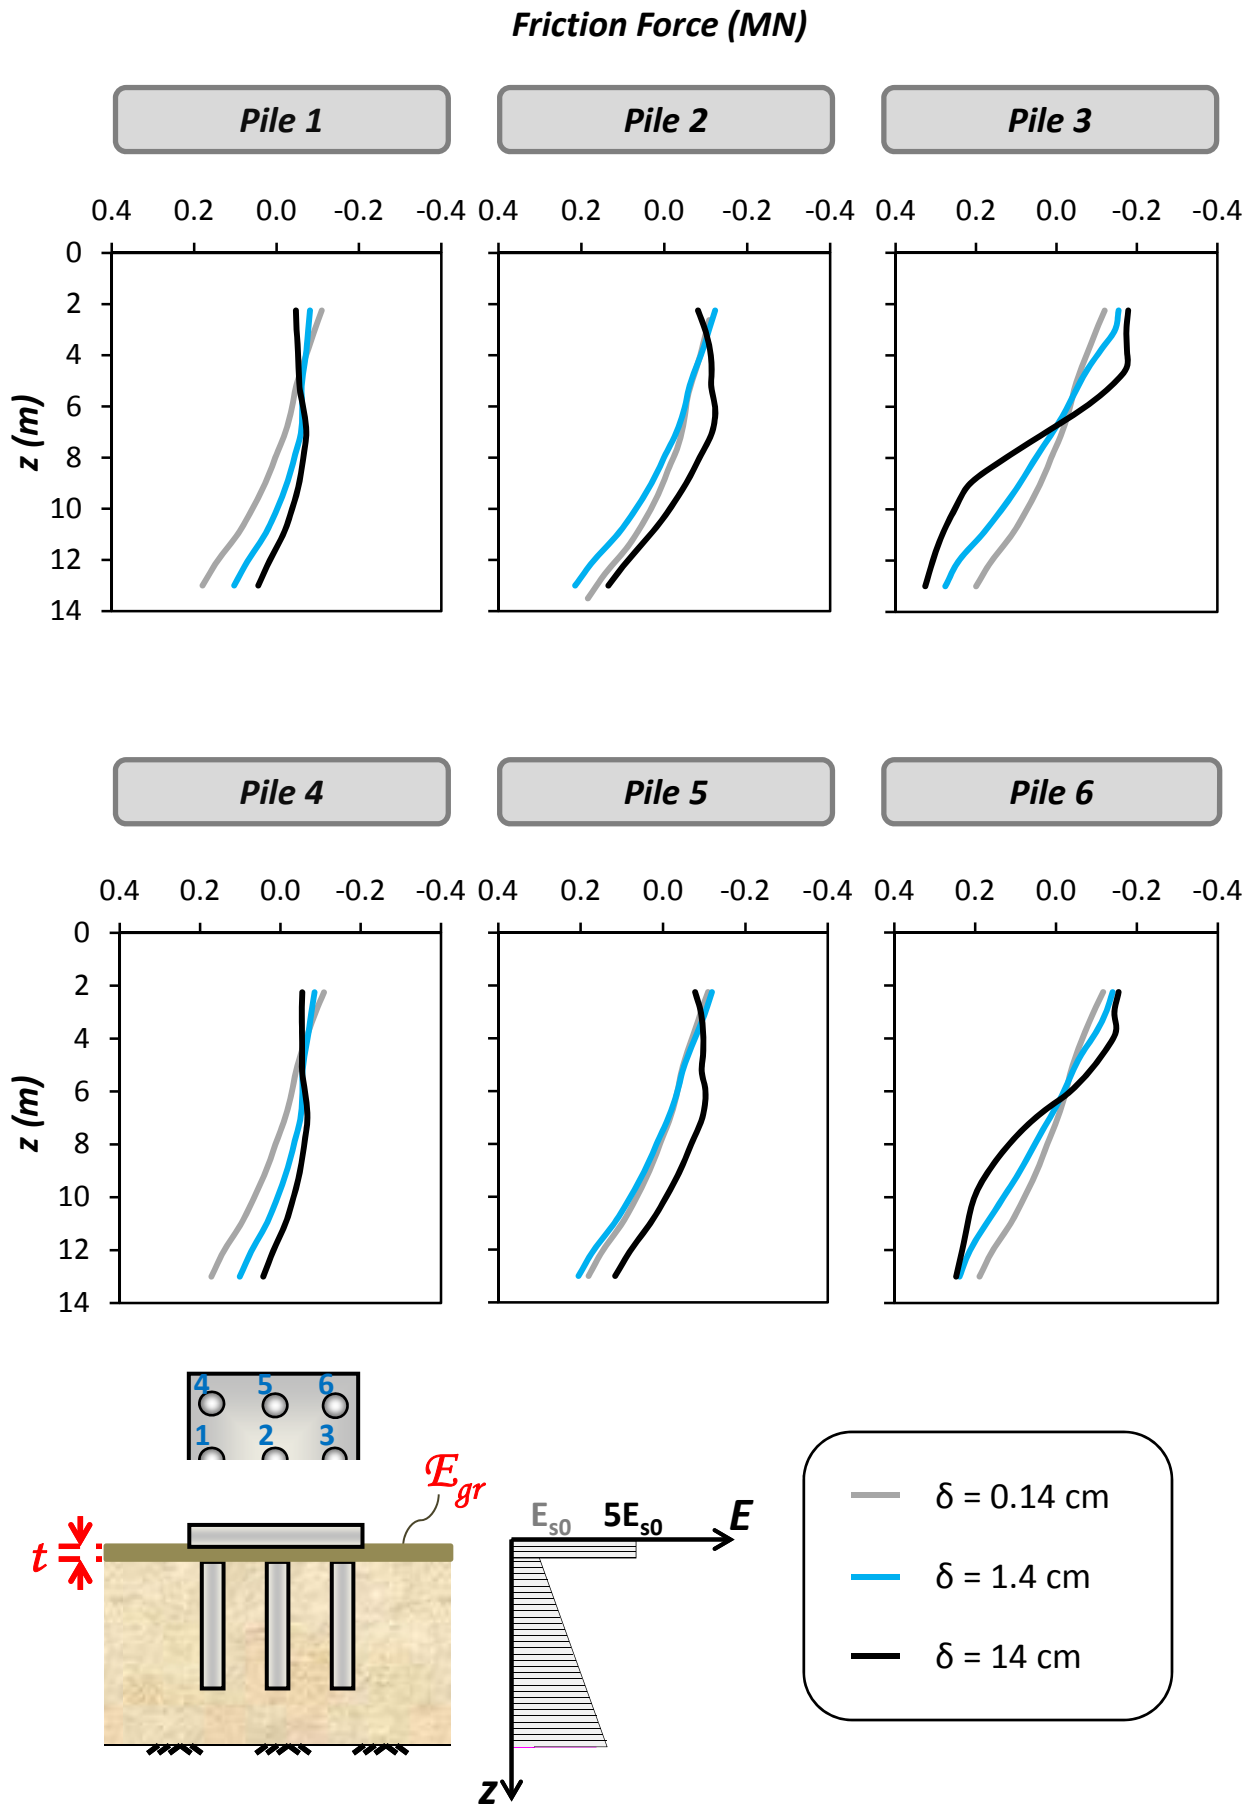 Friction Force (MN)
Pile 1 Pile 2 Pile 3
0.4 0.2 0.0 -0.2 -0.4 0.4 0.2 0.0 -0.2 -0.4 0.4 0.2 0.0 -0.2 -0.4
0
2
4
6
8
10
12
14
z (m)
Pile 4 Pile 5 Pile 6
0.4 0.2 0.0 -0.2 -0.4 0.4 0.2 0.0 -0.2 -0.4 0.4 0.2 0.0 -0.2 -0.4
0
2
4
6
8
10
12
14
z (m)
4 5 6
1 2 3
E_gr
t
E_s0 5E_s0 E
z
δ = 0.14 cm
δ = 1.4 cm
δ = 14 cm